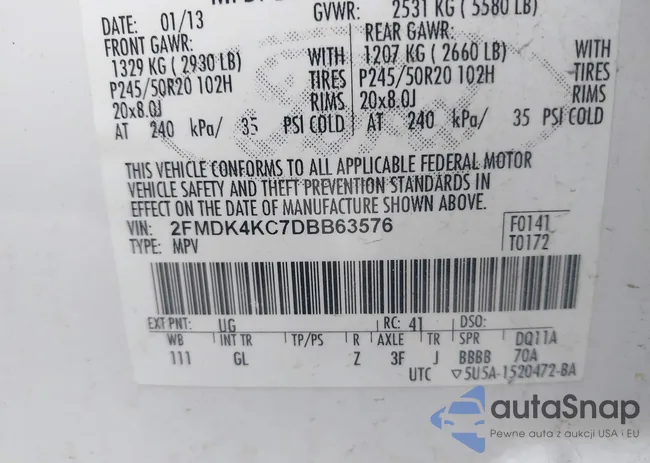 DATE: 01/13
GVWR: 2531 KG ( 5580 LB)
FRONT GAWR:
REAR GAWR:
1329 KG ( 2930 LB) WITH
1207 KG ( 2660 LB) WITH
P245/50R20 102H TIRES
P245/50R20 102H TIRES
20x8.0J RIMS
20x8.0J RIMS
AT 240 kPa/ 35 PSI COLD
AT 240 kPa/ 35 PSI COLD
THIS VEHICLE CONFORMS TO ALL APPLICABLE FEDERAL MOTOR
VEHICLE SAFETY AND THEFT PREVENTION STANDARDS IN
EFFECT ON THE DATE OF MANUFACTURE SHOWN ABOVE.
VIN: 2FMDK4KC7DBB63576
F0141
TYPE: MPV
T0172
EXT PNT: UG RC: 41 DSO:
WB INT TR TP/PS R AXLE TR SPR DQ11A
111 GL Z 3F J BBBB 70A
UTC ▽5U5A-1520472-BA
autaSnap
Pewne auta z aukcji USA i EU